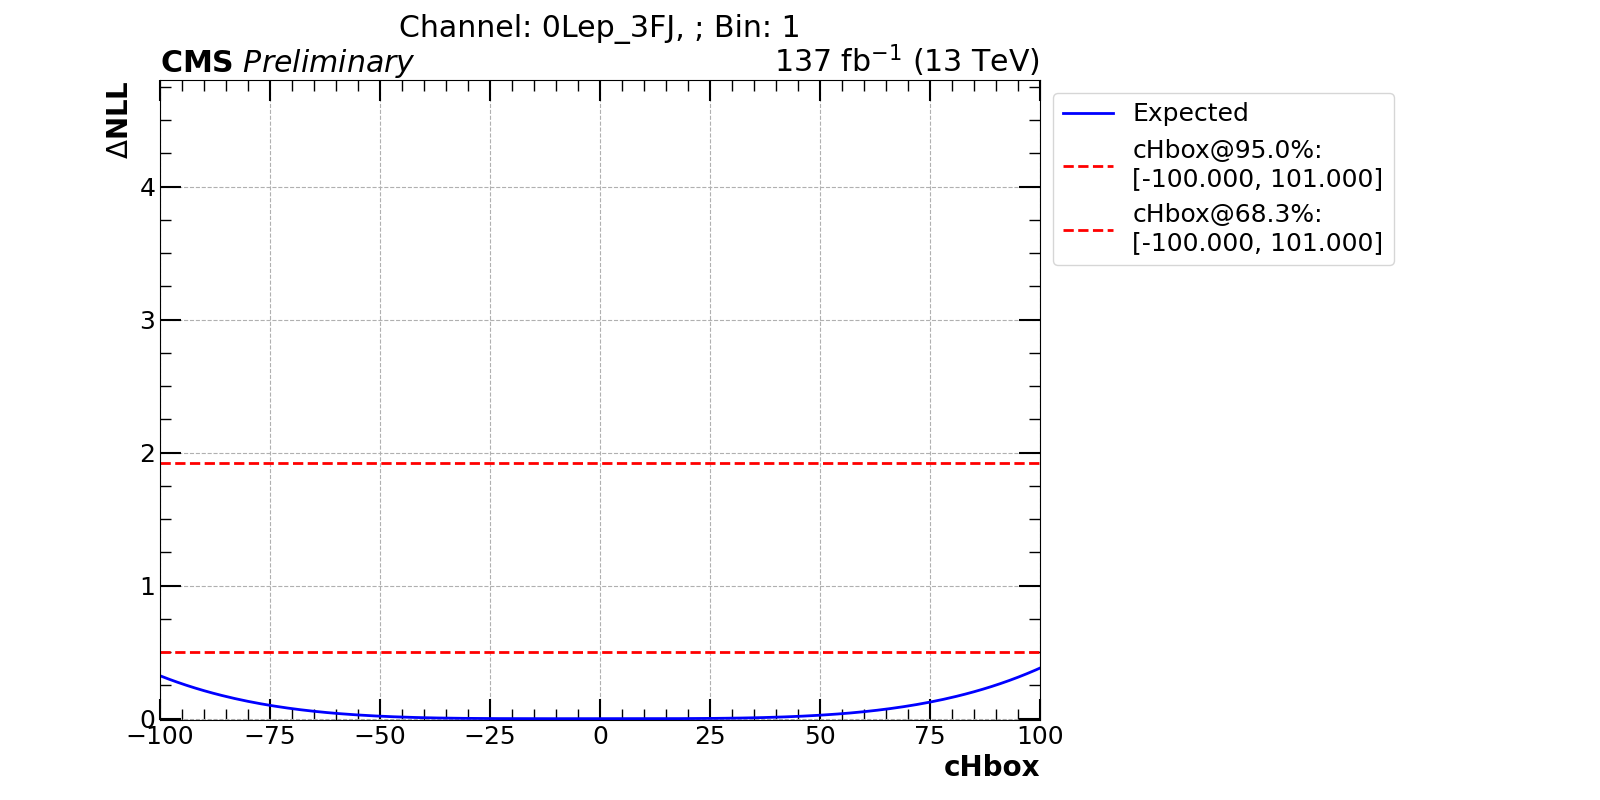 Channel: 0Lep_3FJ, ; Bin: 1
CMS Preliminary
137 fb⁻¹ (13 TeV)
ΔNLL
4
3
2
1
0
−100 −75 −50 −25 0 25 50 75 100
cHbox
Expected
cHbox@95.0%:
[-100.000, 101.000]
cHbox@68.3%:
[-100.000, 101.000]